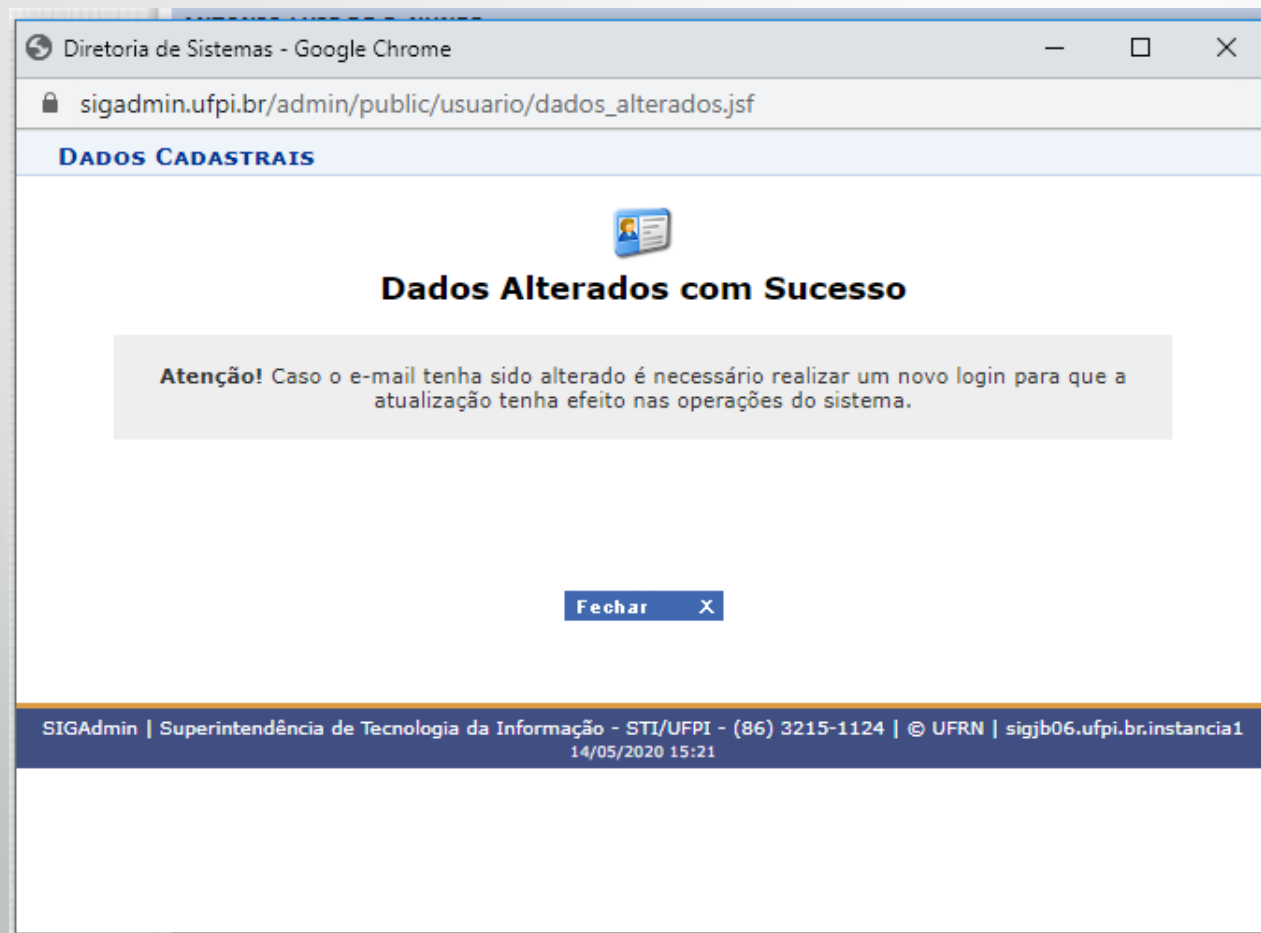 Diretoria de Sistemas - Google Chrome
sigadmin.ufpi.br/admin/public/usuario/dados_alterados.jsf
DADOS CADASTRAIS
Dados Alterados com Sucesso
Atenção! Caso o e-mail tenha sido alterado é necessário realizar um novo login para que a
atualização tenha efeito nas operações do sistema.
Fechar X
SIGAdmin | Superintendência de Tecnologia da Informação - STI/UFPI - (86) 3215-1124 | © UFRN | sigjb06.ufpi.br.instancia1
14/05/2020 15:21